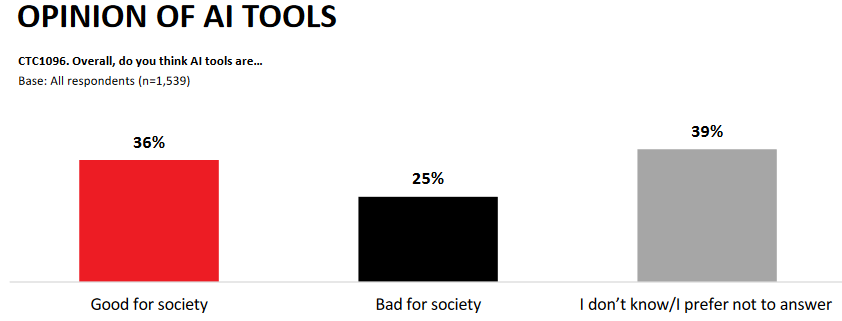 OPINION OF AI TOOLS
CTC1096. Overall, do you think AI tools are…
Base: All respondents (n=1,539)
36%
25%
39%
Good for society
Bad for society
I don’t know/I prefer not to answer